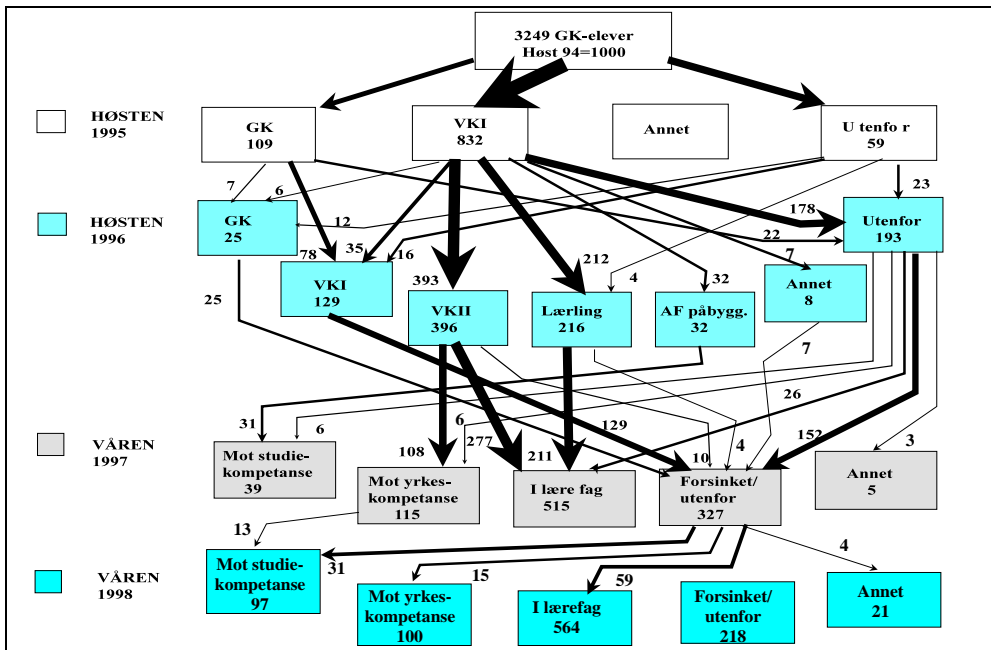 3249 GK-elever
Høst 94=1000
HØSTEN
1995
GK
109
VKI
832
Annet
U tenfo r
59
7
6
23
HØSTEN
1996
GK
25
12
178
22
Utenfor
193
78
35
16
393
212
4
32
7
25
VKI
129
VKII
396
Lærling
216
AF påbygg.
32
Annet
8
7
26
VÅREN
1997
31
6
108
6
277
211
129
10
4
152
3
Mot studie-
kompetanse
39
Mot yrkes-
kompetanse
115
I lære fag
515
Forsinket/
utenfor
327
Annet
5
13
31
15
59
4
VÅREN
1998
Mot studie-
kompetanse
97
Mot yrkes-
kompetanse
100
I lærefag
564
Forsinket/
utenfor
218
Annet
21